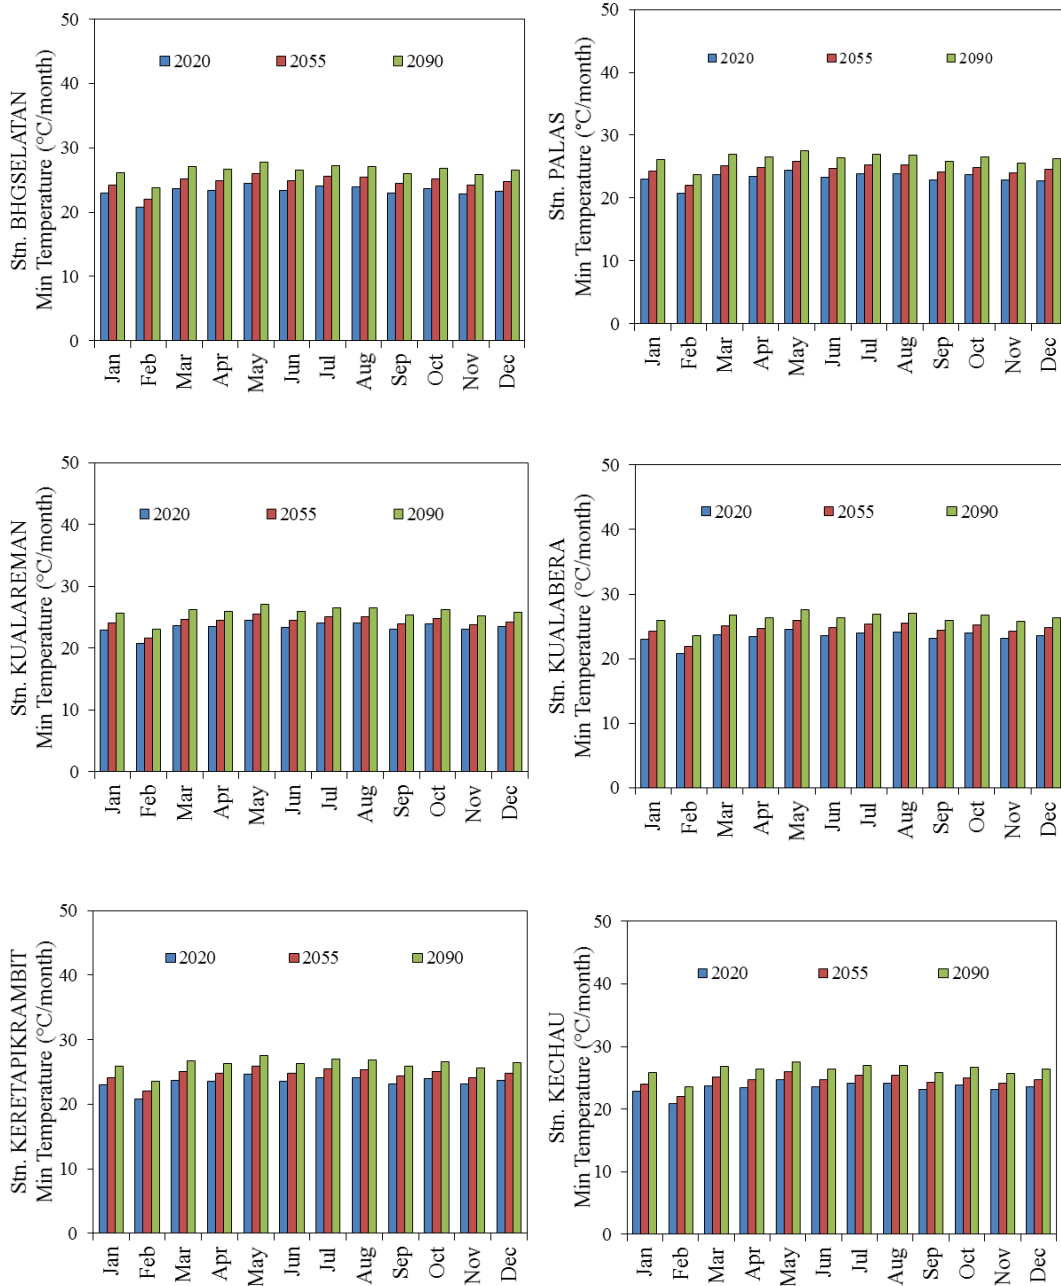 Stn. BHGSELATAN
Min Temperature (°C/month)
50
40
30
20
10
0
2020 2055 2090
Jan Feb Mar Apr May Jun Jul Aug Sep Oct Nov Dec
Stn. PALAS
Min Temperature (°C/month)
50
40
30
20
10
0
2020 2055 2090
Jan Feb Mar Apr May Jun Jul Aug Sep Oct Nov Dec
Stn. KUALAREMAN
Min Temperature (°C/month)
50
40
30
20
10
0
2020 2055 2090
Jan Feb Mar Apr May Jun Jul Aug Sep Oct Nov Dec
Stn. KUALABERA
Min Temperature (°C/month)
50
40
30
20
10
0
2020 2055 2090
Jan Feb Mar Apr May Jun Jul Aug Sep Oct Nov Dec
Stn. KERETAPIKRAMBIT
Min Temperature (°C/month)
50
40
30
20
10
0
2020 2055 2090
Jan Feb Mar Apr May Jun Jul Aug Sep Oct Nov Dec
Stn. KECHAU
Min Temperature (°C/month)
50
40
30
20
10
0
2020 2055 2090
Jan Feb Mar Apr May Jun Jul Aug Sep Oct Nov Dec